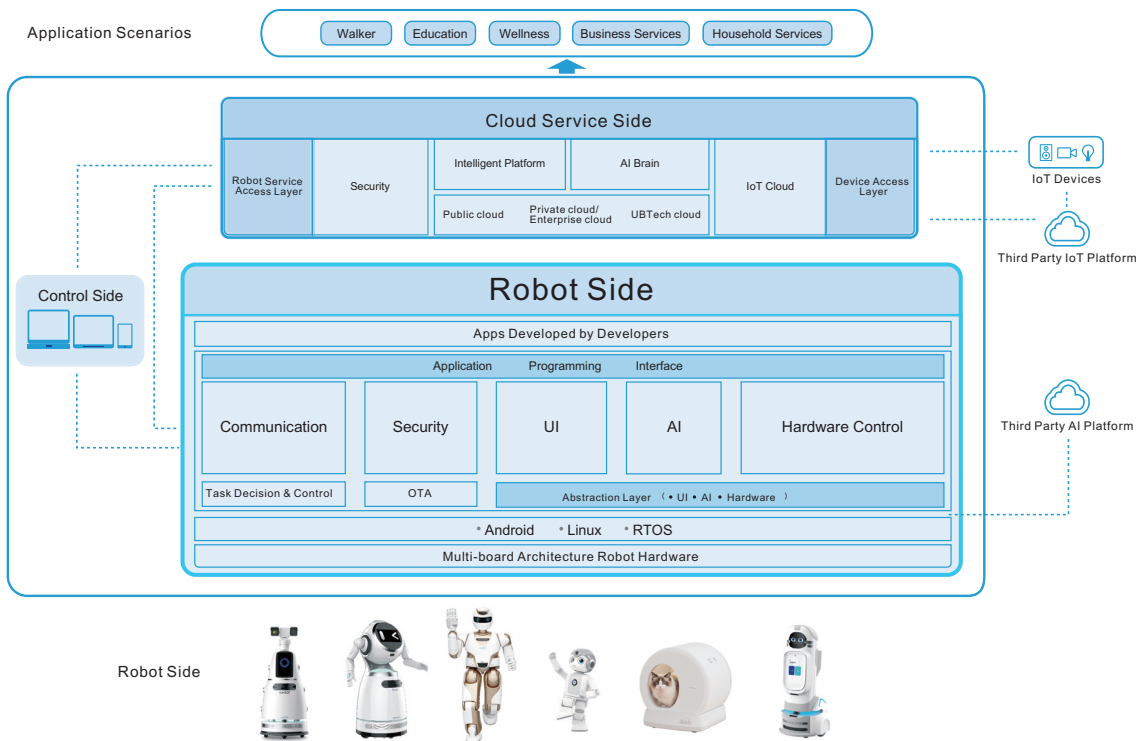 Application Scenarios
Walker
Education
Wellness
Business Services
Household Services
Cloud Service Side
Robot Service
Access Layer
Security
Intelligent Platform
AI Brain
Public cloud
Private cloud/
Enterprise cloud
UBTech cloud
IoT Cloud
Device Access
Layer
IoT Devices
Third Party IoT Platform
Control Side
Robot Side
Apps Developed by Developers
Application Programming Interface
Communication
Security
UI
AI
Hardware Control
Task Decision & Control
OTA
Abstraction Layer ( • UI • AI • Hardware )
• Android • Linux • RTOS
Multi-board Architecture Robot Hardware
Third Party AI Platform
Robot Side